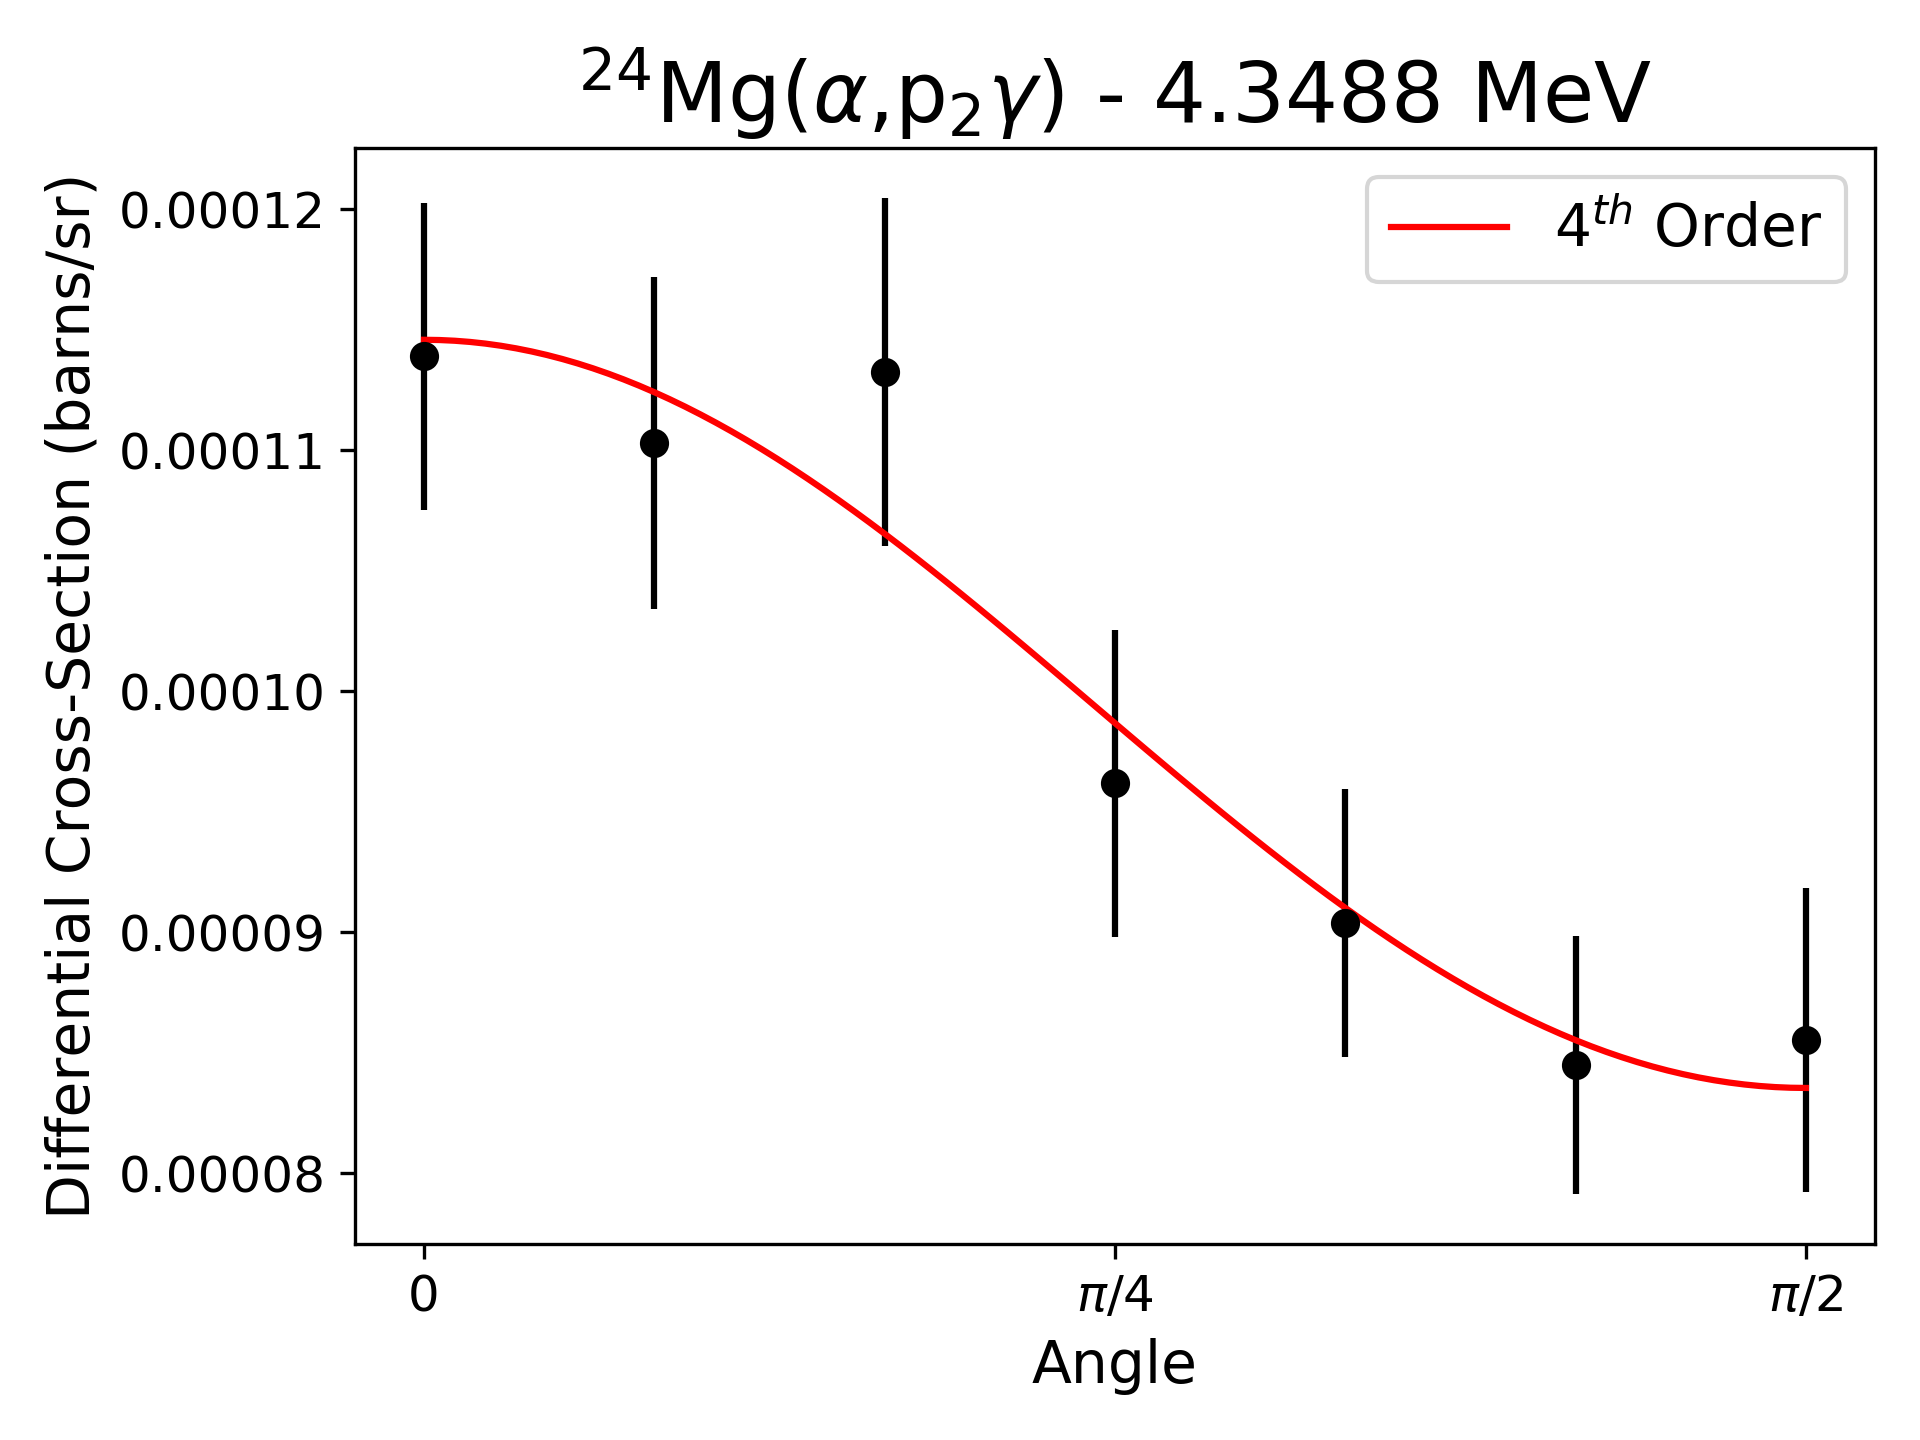 ²⁴Mg(α,p₂γ) - 4.3488 MeV
4ᵗʰ Order
Differential Cross-Section (barns/sr)
0.00012
0.00011
0.00010
0.00009
0.00008
0 π/4 π/2
Angle